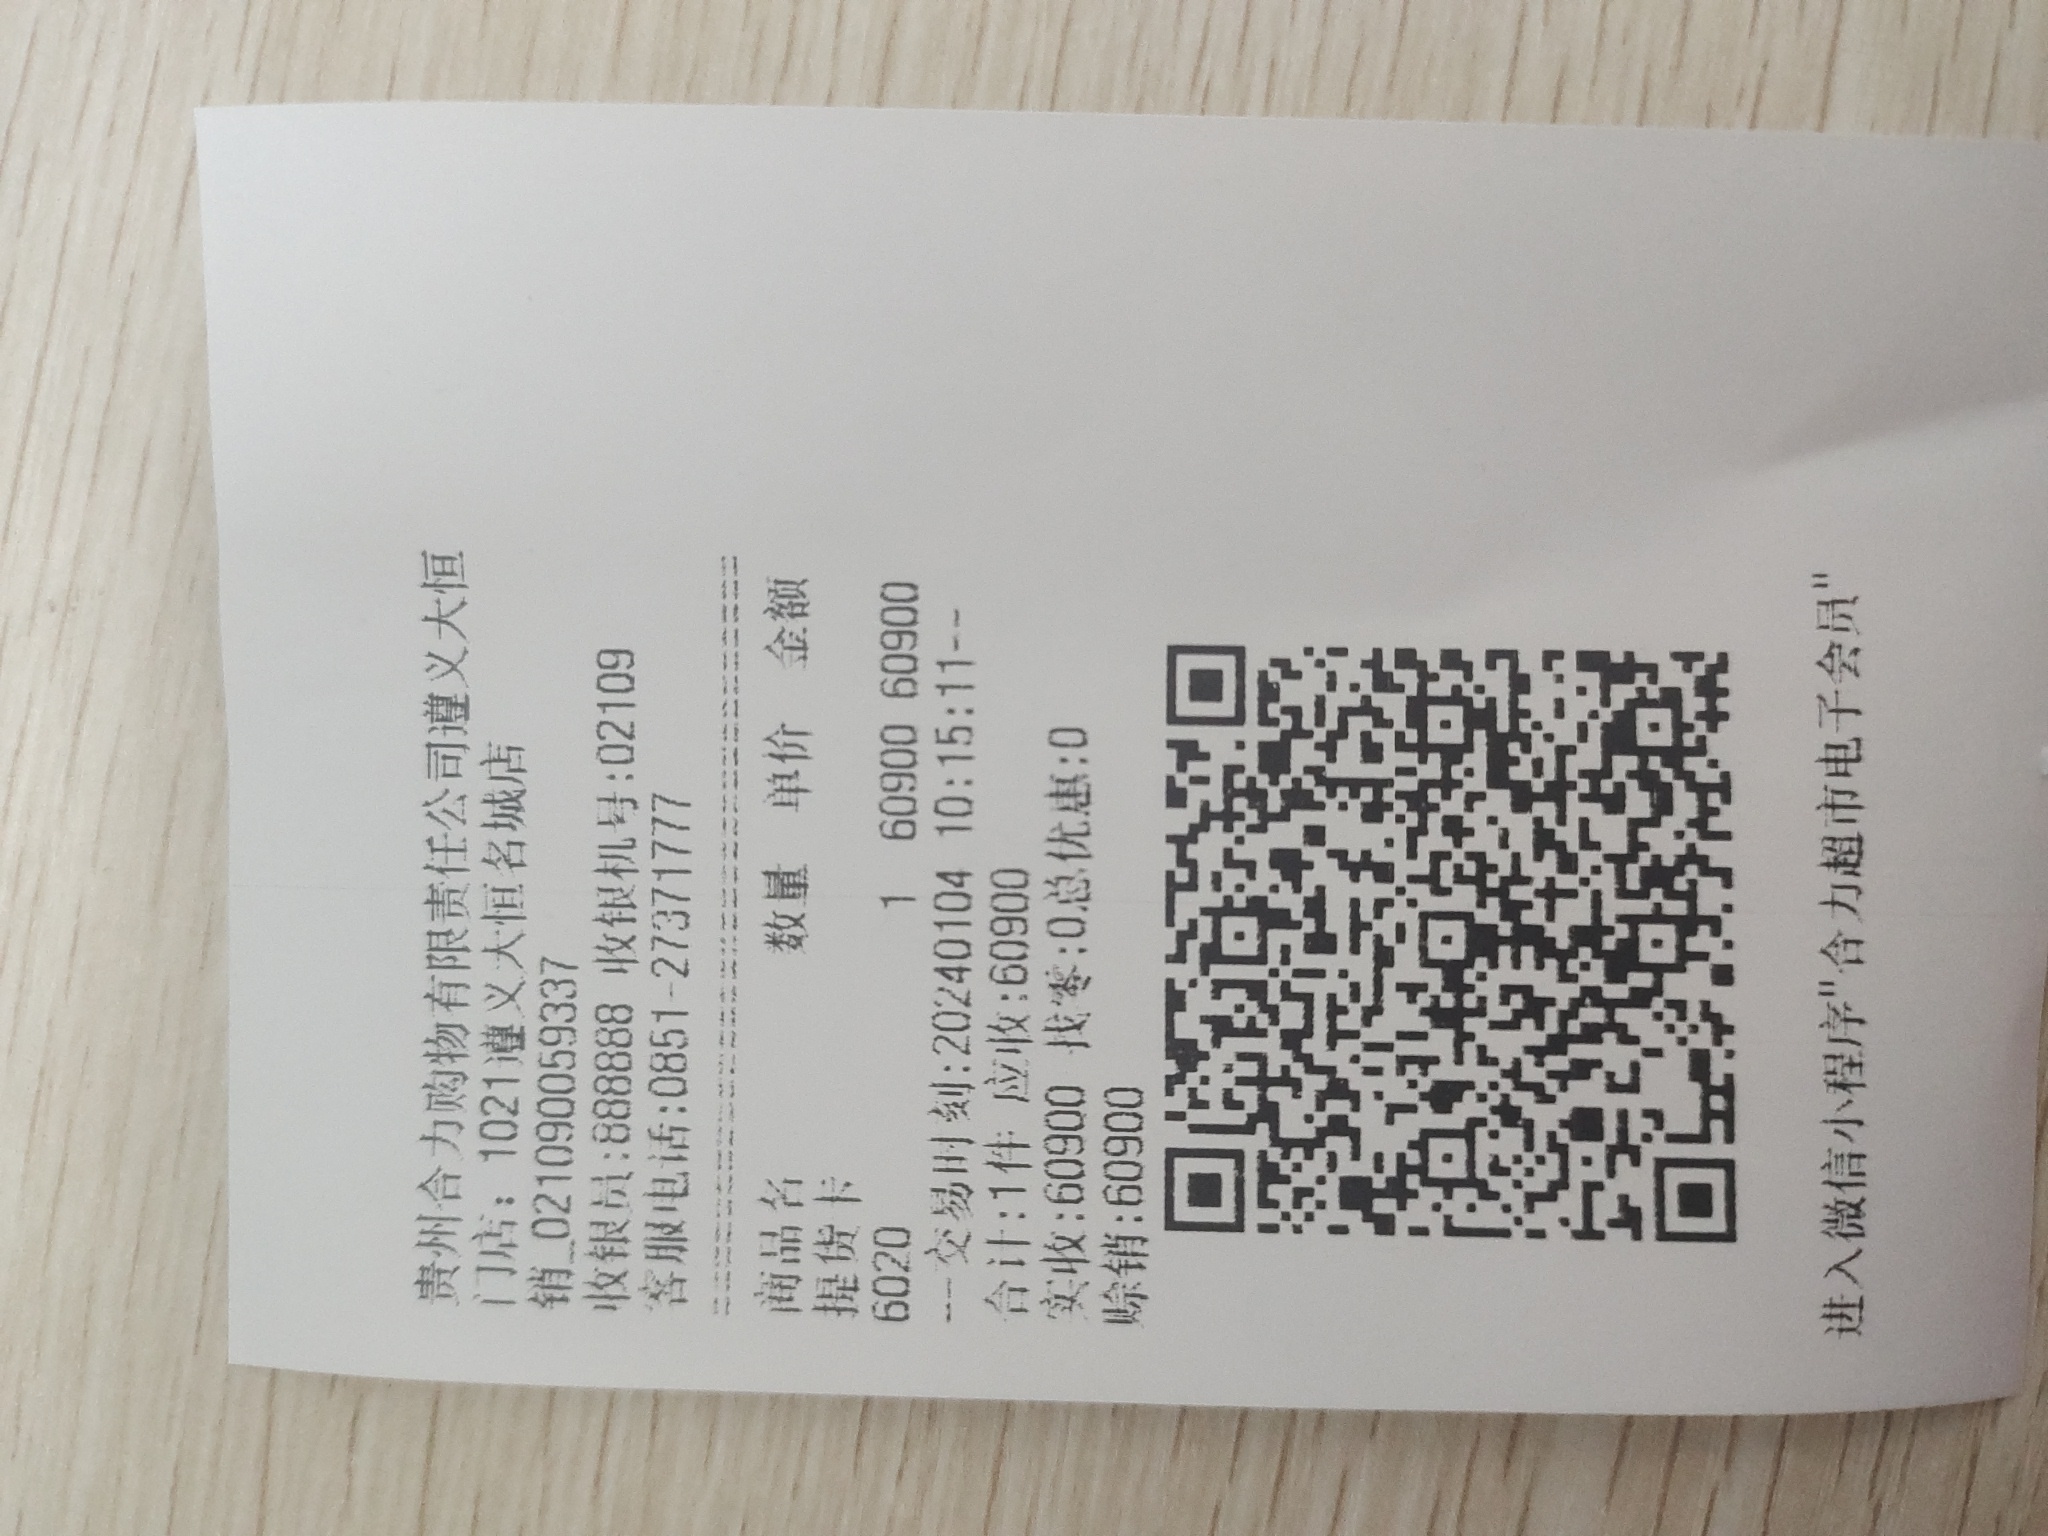 贵州合力购物有限责任公司遵义大恒
门店: 1021遵义大恒名城店
销_021090059337
收银员:888888 收银机号:02109
客服电话:0851-27371777
================================
商品名 数量 单价 金额
提货卡
6020 1 60900 60900
--交易时刻:20240104 10:15:11--
合计:1件 应收:60900
实收:60900 找零:0总优惠:0
赊销:60900
进入微信小程序"合力超市电子会员"